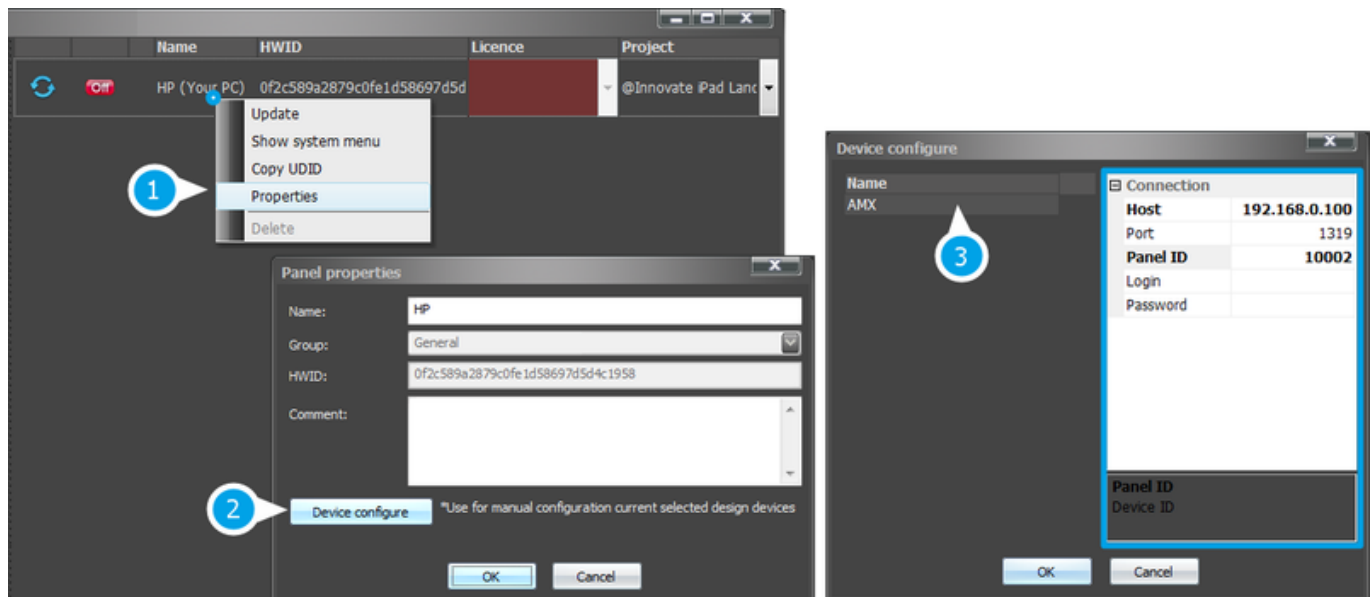 Name HWID Licence Project
Off HP (Your PC) 0f2c589a2879c0fe1d58697d5d @Innovate iPad Lanc
Update
Show system menu
Copy UDID
1
Properties
Delete
Panel properties
Name: HP
Group: General
HWID: 0f2c589a2879c0fe1d58697d5d4c1958
Comment:
2
Device configure *Use for manual configuration current selected design devices
OK Cancel
Device configure
Name
AMX
3
Connection
Host 192.168.0.100
Port 1319
Panel ID 10002
Login
Password
Panel ID
Device ID
OK Cancel